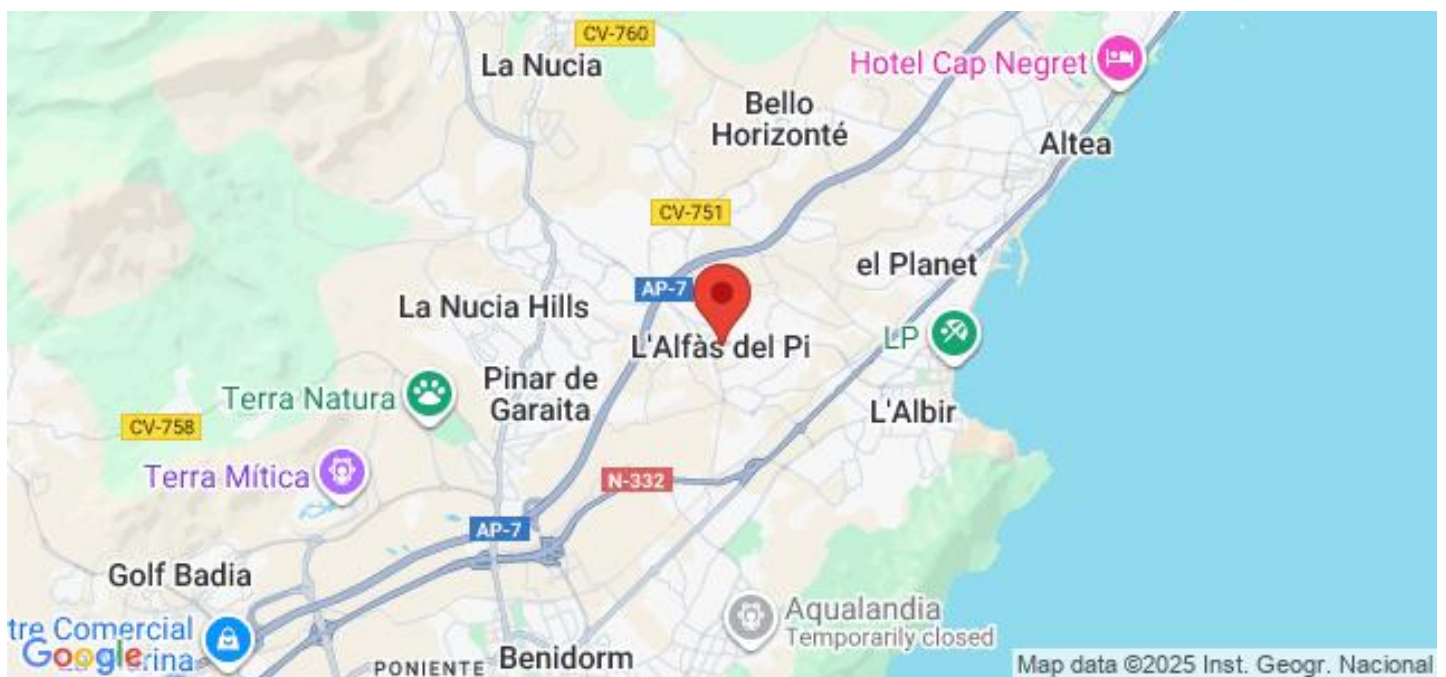 CV-760
La Nucia
Hotel Cap Negret
Bello
Horizonté
Altea
CV-751
el Planet
AP-7
La Nucia Hills
L'Alfàs del Pi
LP
Pinar de
Garaita
Terra Natura
L'Albir
CV-758
Terra Mítica
N-332
AP-7
Golf Badia
Aqualandia
Temporarily closed
tre Comercial
rina
Google
PONIENTE
Benidorm
Map data ©2025 Inst. Geogr. Nacional